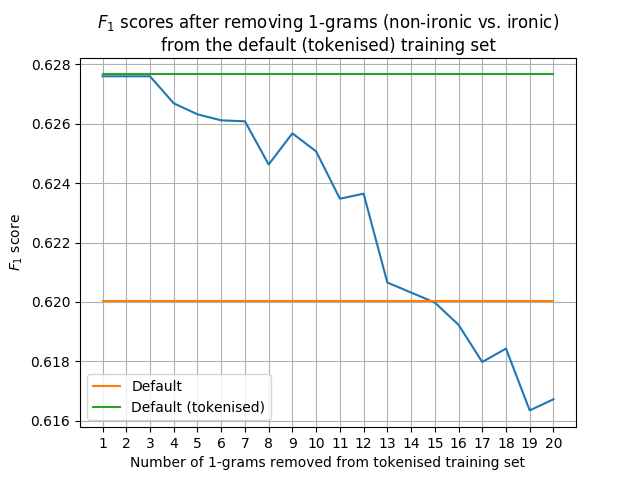 F₁ scores after removing 1-grams (non-ironic vs. ironic)
from the default (tokenised) training set
F₁ score
0.628
0.626
0.624
0.622
0.620
0.618
0.616
Default
Default (tokenised)
1 2 3 4 5 6 7 8 9 10 11 12 13 14 15 16 17 18 19 20
Number of 1-grams removed from tokenised training set